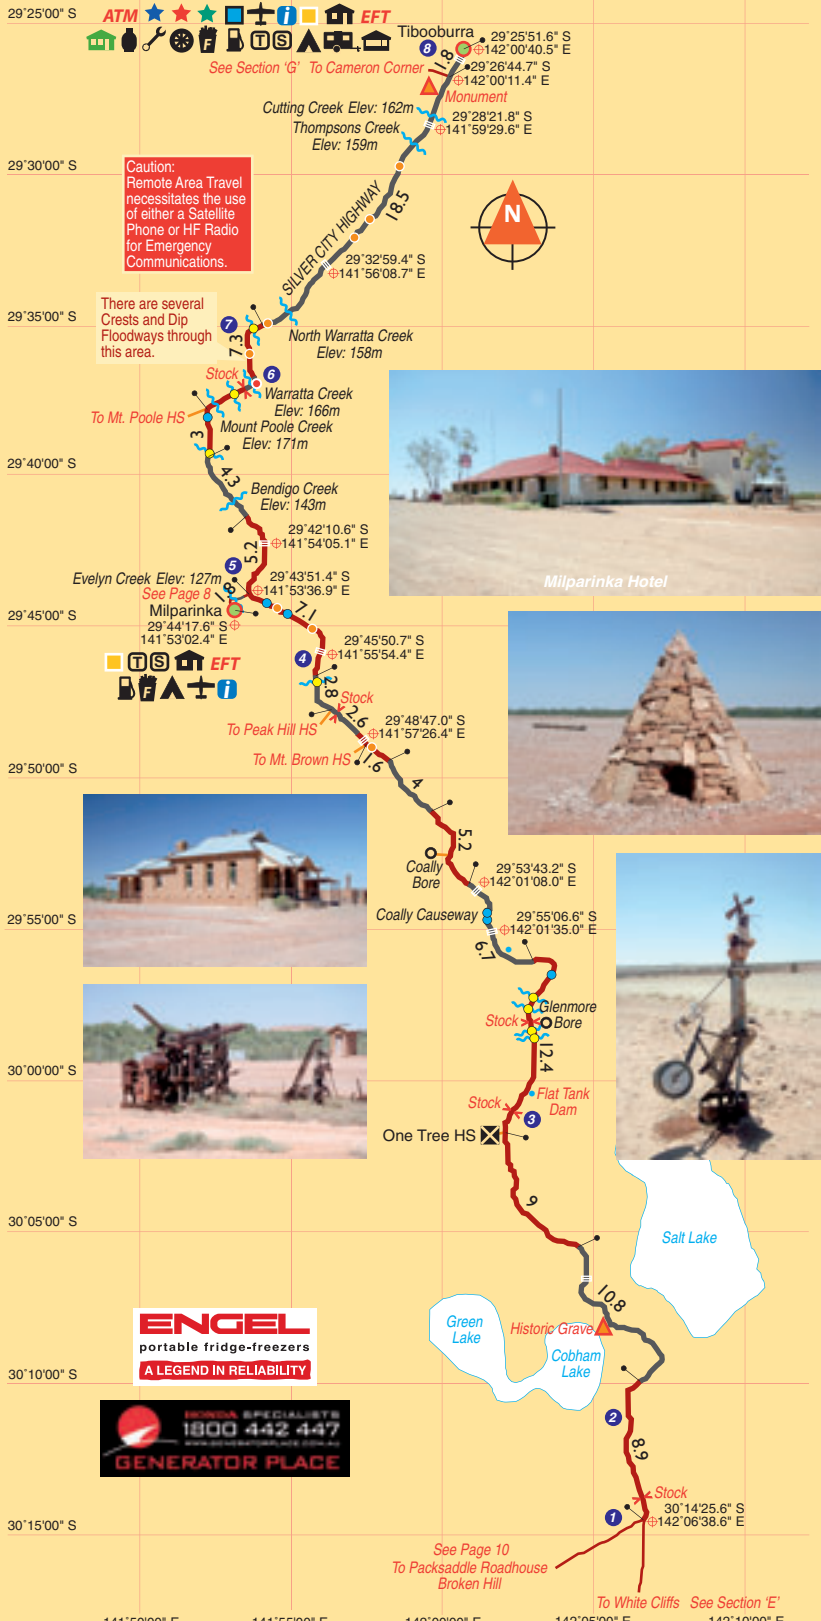 29°25'00" S
ATM
EFT
Tibooburra
8
29°25'51.6" S
142°00'40.5" E
T S
F
1.8
See Section 'G' To Cameron Corner
29°26'44.7" S
142°00'11.4" E
Monument
Cutting Creek Elev: 162m
29°28'21.8" S
141°59'29.6" E
Thompsons Creek
Elev: 159m
29°30'00" S
Caution:
Remote Area Travel
necessitates the use
of either a Satellite
Phone or HF Radio
for Emergency
Communications.
SILVER CITY HIGHWAY
18.5
N
29°32'59.4" S
141°56'08.7" E
There are several
Crests and Dip
Floodways through
this area.
29°35'00" S
7
7.3
North Warratta Creek
Elev: 158m
Stock
6
Warratta Creek
Elev: 166m
To Mt. Poole HS
Mount Poole Creek
Elev: 171m
3
29°40'00" S
4.3
Bendigo Creek
Elev: 143m
29°42'10.6" S
141°54'05.1" E
5.2
Milparinka Hotel
5
Evelyn Creek Elev: 127m
29°43'51.4" S
141°53'36.9" E
See Page 8
1.8
Milparinka
29°44'17.6" S
141°53'02.4" E
29°45'00" S
7.1
29°45'50.7" S
141°55'54.4" E
4
T S
EFT
F
i
2.8
Stock
To Peak Hill HS
2.6
29°48'47.0" S
141°57'26.4" E
To Mt. Brown HS
1.6
29°50'00" S
4
5.2
Coally
Bore
29°53'43.2" S
142°01'08.0" E
29°55'00" S
Coally Causeway
29°55'06.6" S
142°01'35.0" E
6.7
Glenmore
Bore
Stock
12.4
30°00'00" S
Flat Tank
Dam
Stock
3
One Tree HS
9
30°05'00" S
Salt Lake
10.8
Green
Lake
Historic Grave
Cobham
Lake
ENGEL
portable fridge-freezers
A LEGEND IN RELIABILITY
30°10'00" S
HONDA SPECIALISTS
1800 442 447
WWW.GENERATORPLACE.COM.AU
GENERATOR PLACE
2
8.9
Stock
30°14'25.6" S
142°06'38.6" E
1
30°15'00" S
See Page 10
To Packsaddle Roadhouse
Broken Hill
To White Cliffs See Section 'E'